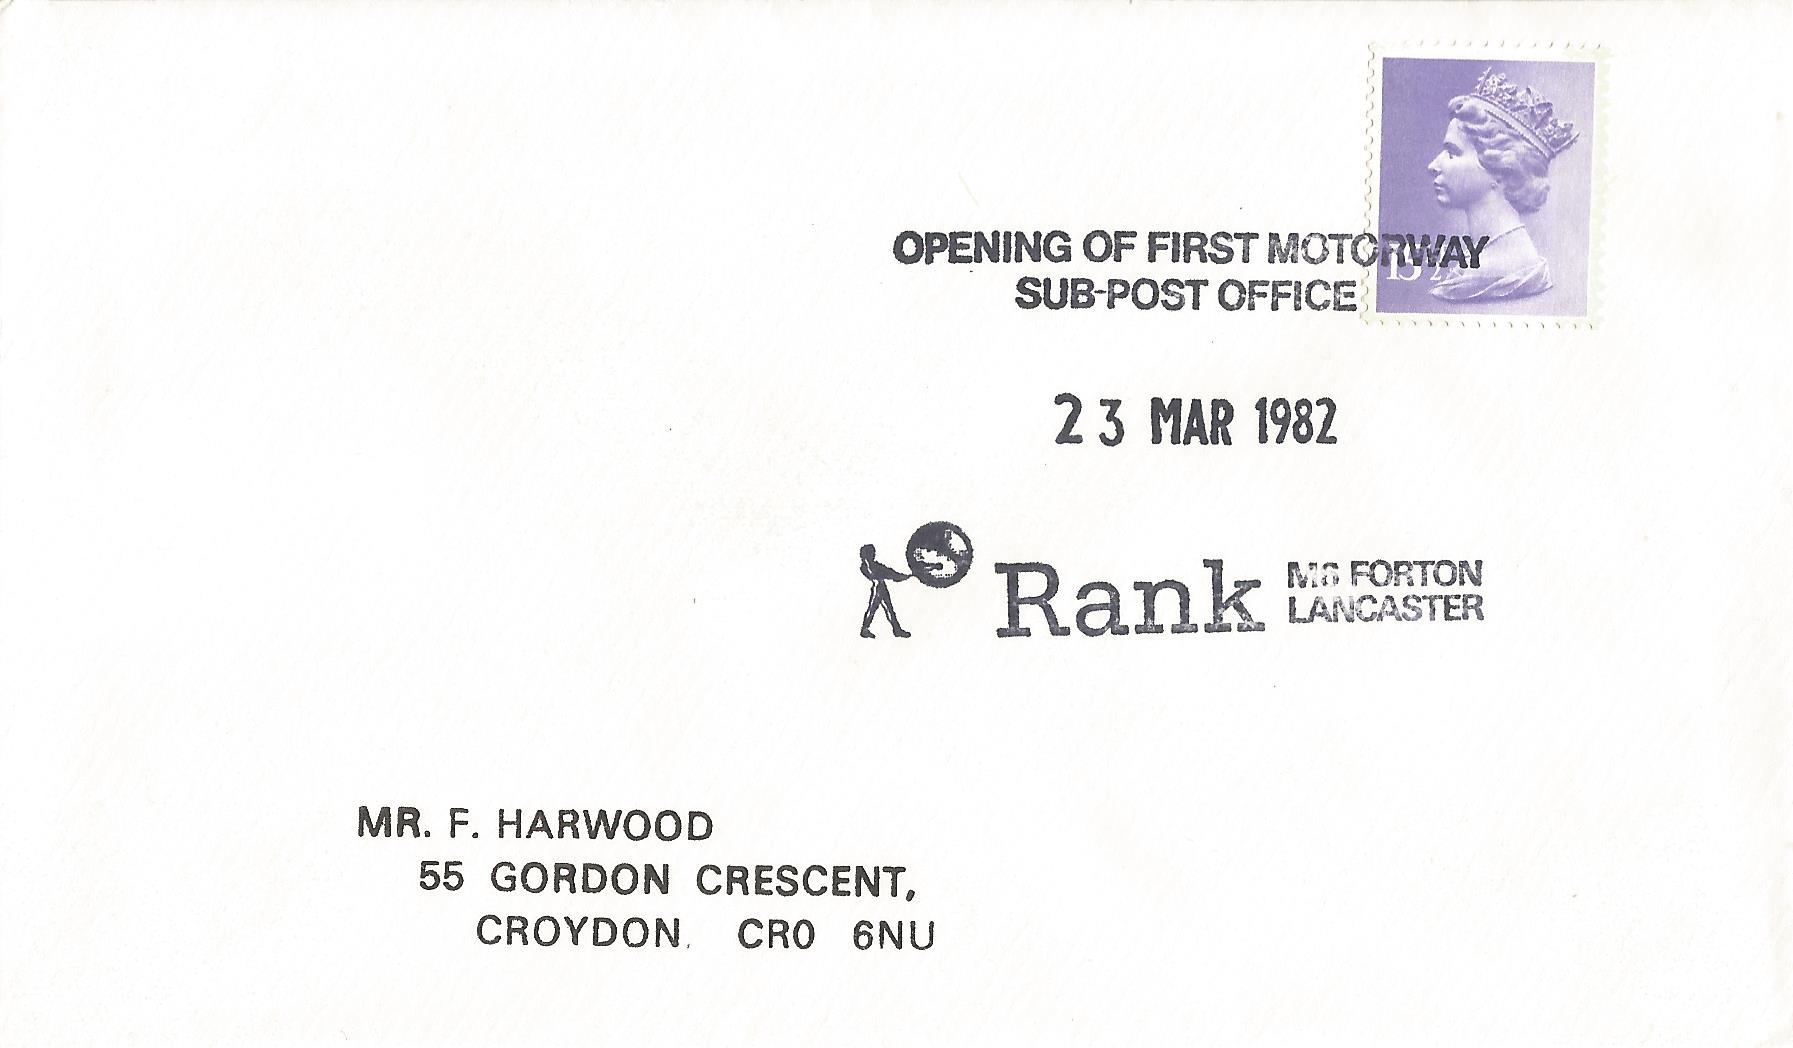 OPENING OF FIRST MOTORWAY
SUB-POST OFFICE
23 MAR 1982
Rank M6 FORTON
LANCASTER
MR. F. HARWOOD
55 GORDON CRESCENT,
CROYDON. CR0 6NU